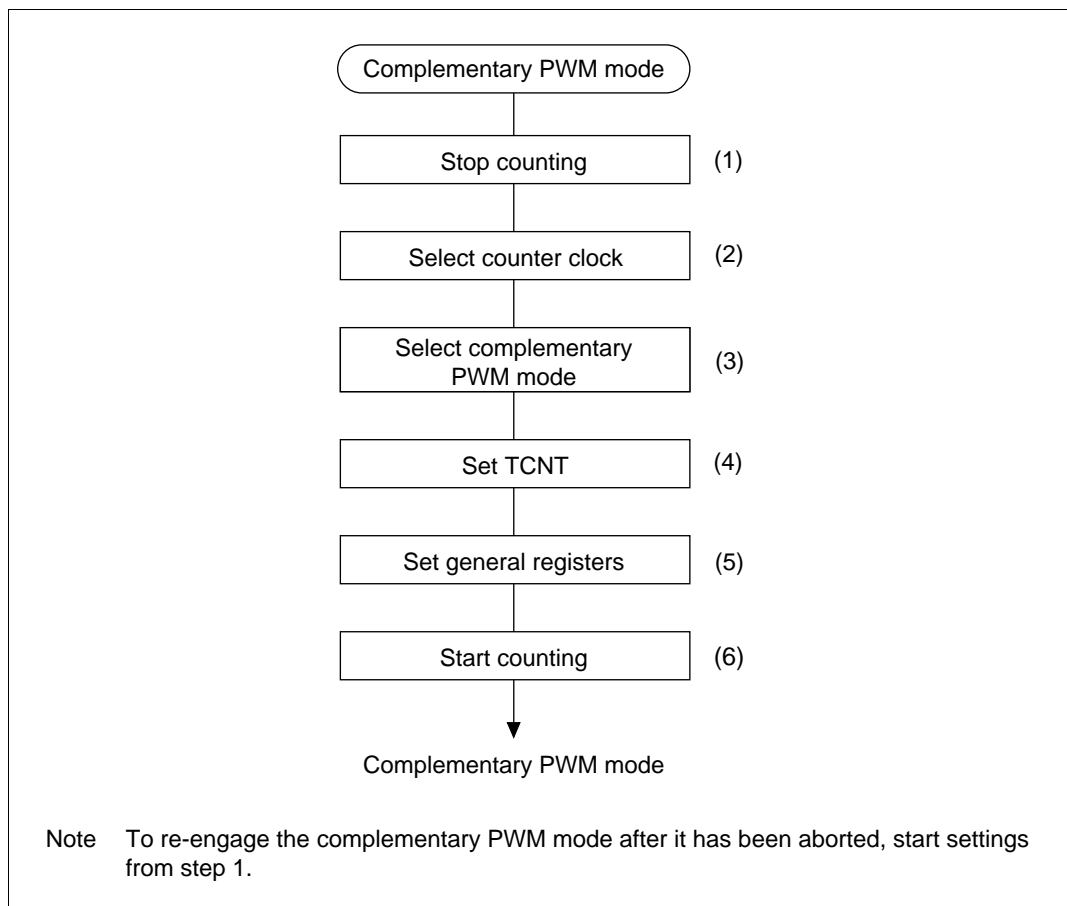 Complementary PWM mode
Stop counting (1)
Select counter clock (2)
Select complementary
PWM mode (3)
Set TCNT (4)
Set general registers (5)
Start counting (6)
Complementary PWM mode
Note To re-engage the complementary PWM mode after it has been aborted, start settings
from step 1.